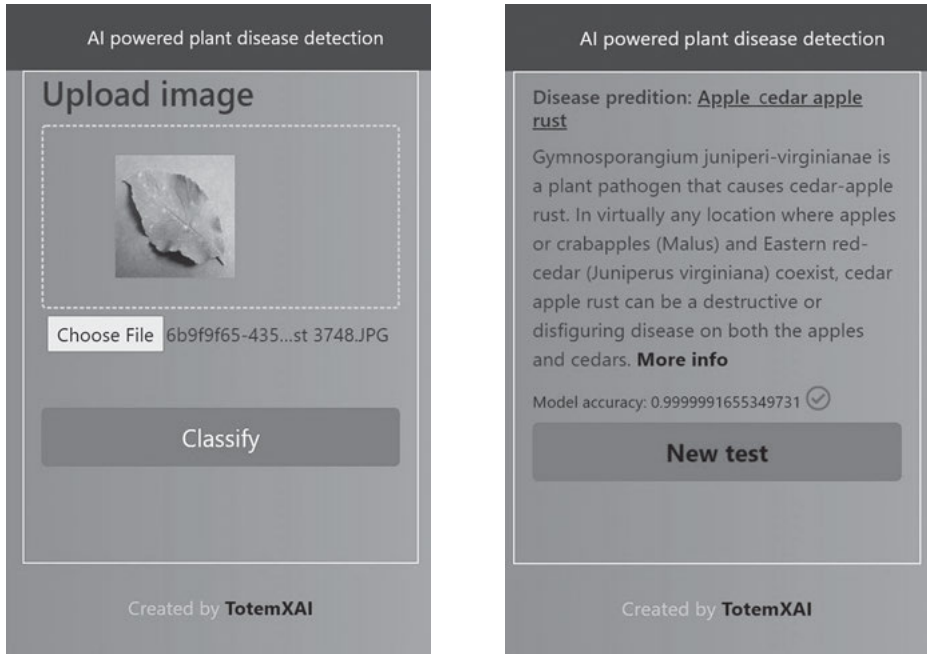 AI powered plant disease detection
Upload image
Choose File 6b9f9f65-435...st 3748.JPG
Classify
Created by TotemXAI
AI powered plant disease detection
Disease predition: Apple cedar apple
rust
Gymnosporangium juniperi-virginianae is
a plant pathogen that causes cedar-apple
rust. In virtually any location where apples
or crabapples (Malus) and Eastern red-
cedar (Juniperus virginiana) coexist, cedar
apple rust can be a destructive or
disfiguring disease on both the apples
and cedars. More info
Model accuracy: 0.9999991655349731
New test
Created by TotemXAI